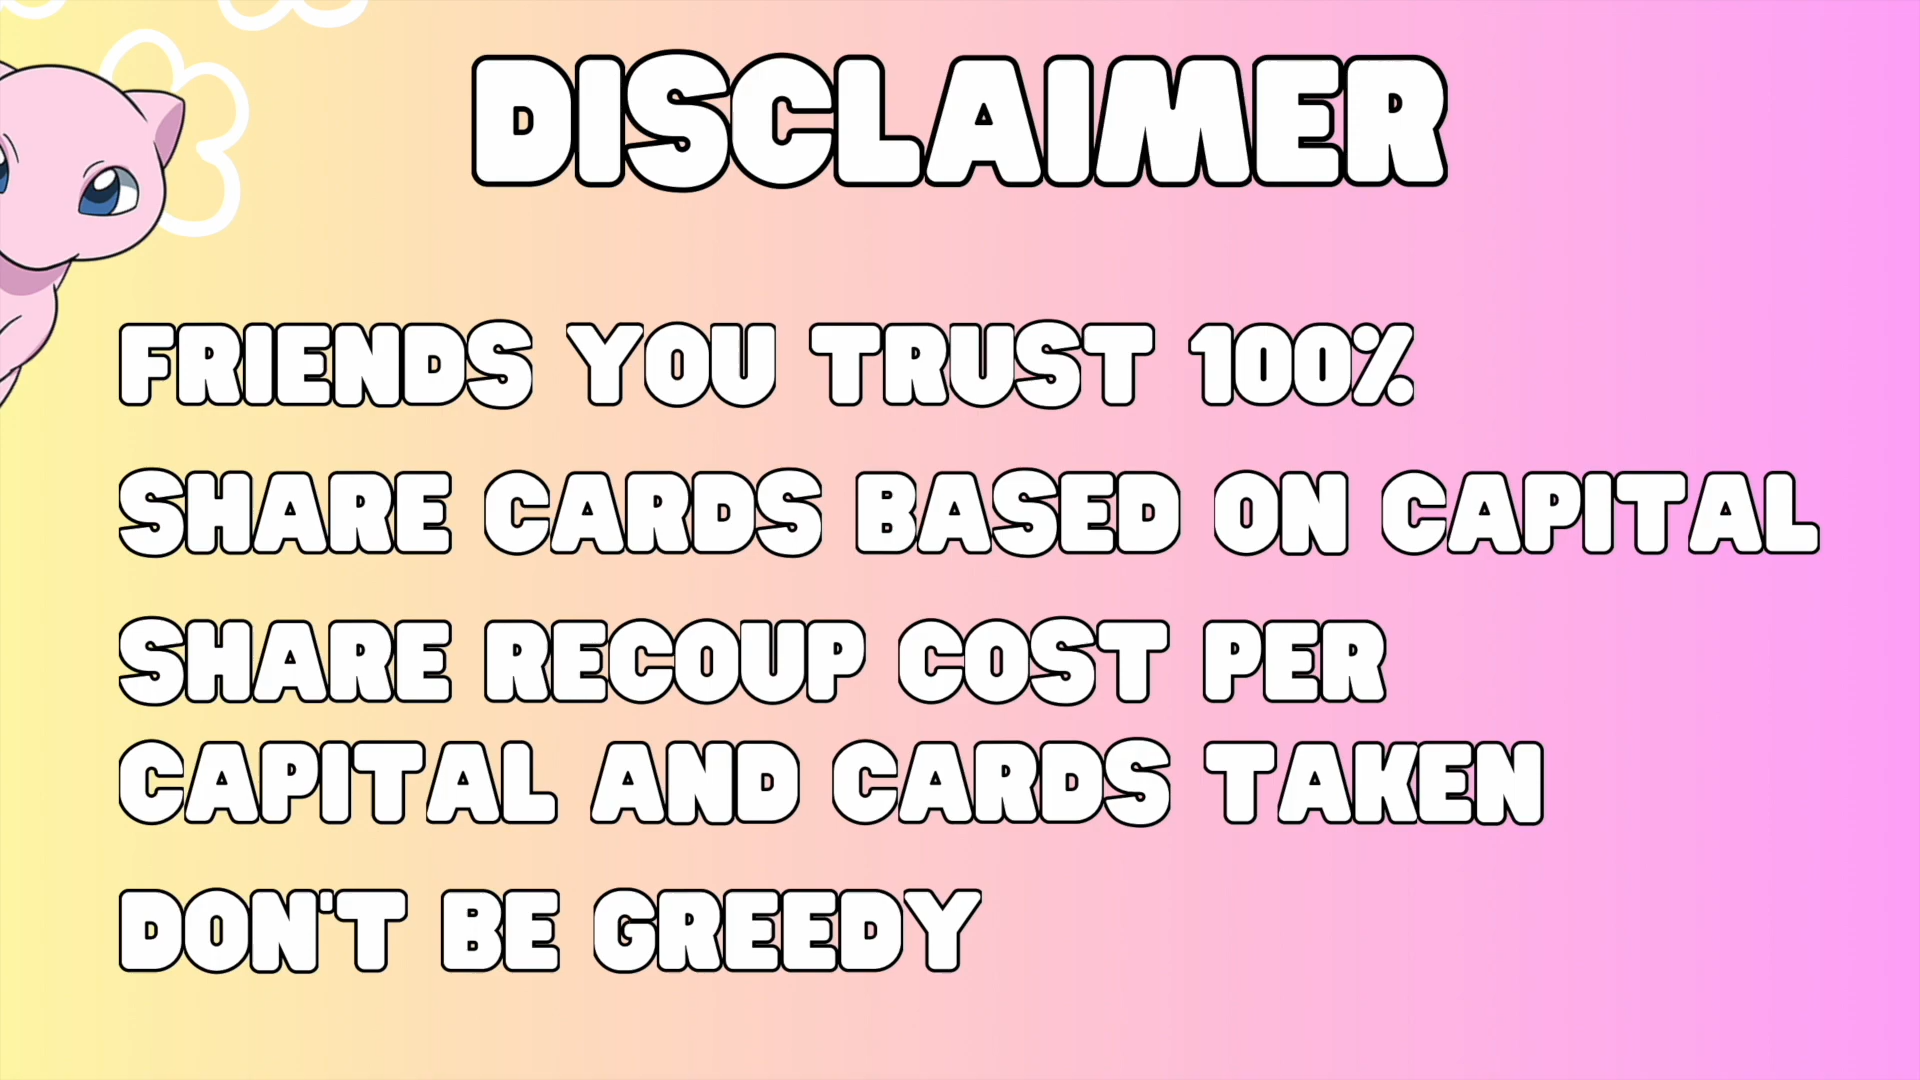 DISCLAIMER
FRIENDS YOU TRUST 100%
SHARE CARDS BASED ON CAPITAL
SHARE RECOUP COST PER
CAPITAL AND CARDS TAKEN
DON'T BE GREEDY